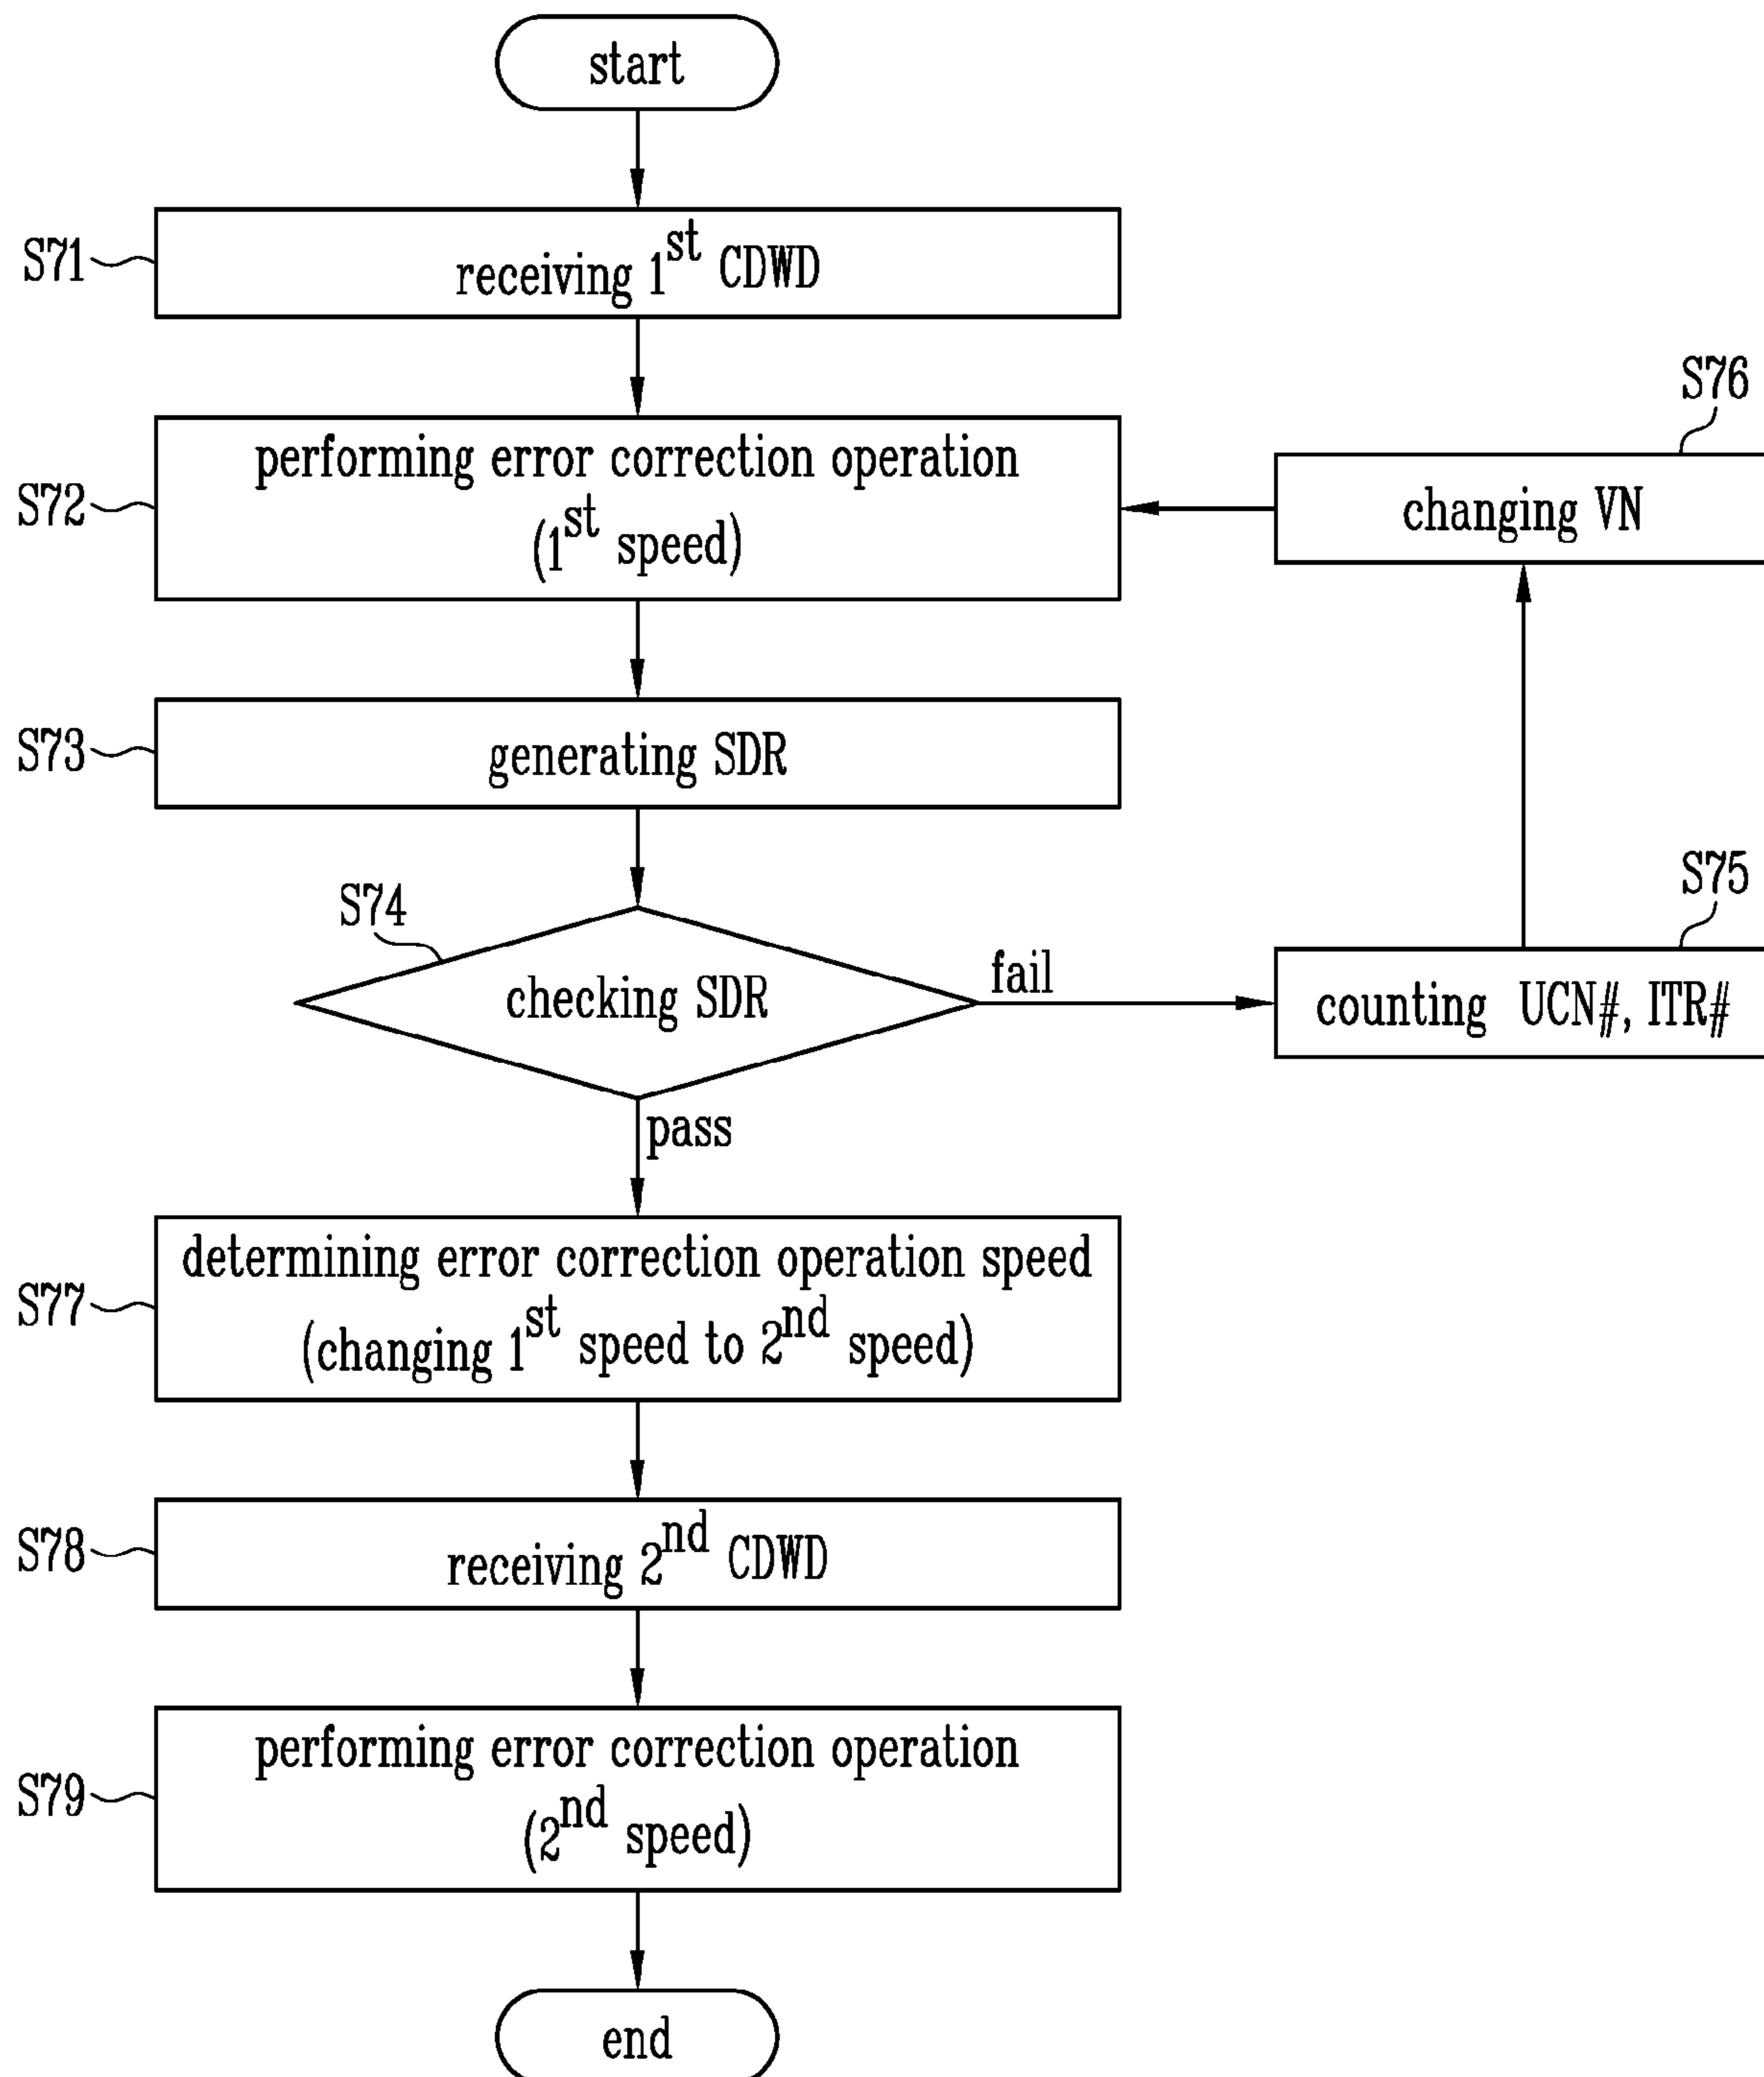 start
S71
receiving 1st CDWD
S72
performing error correction operation
(1st speed)
S76
changing VN
S73
generating SDR
S74
checking SDR
fail
S75
counting UCN#, ITR#
pass
S77
determining error correction operation speed
(changing 1st speed to 2nd speed)
S78
receiving 2nd CDWD
S79
performing error correction operation
(2nd speed)
end